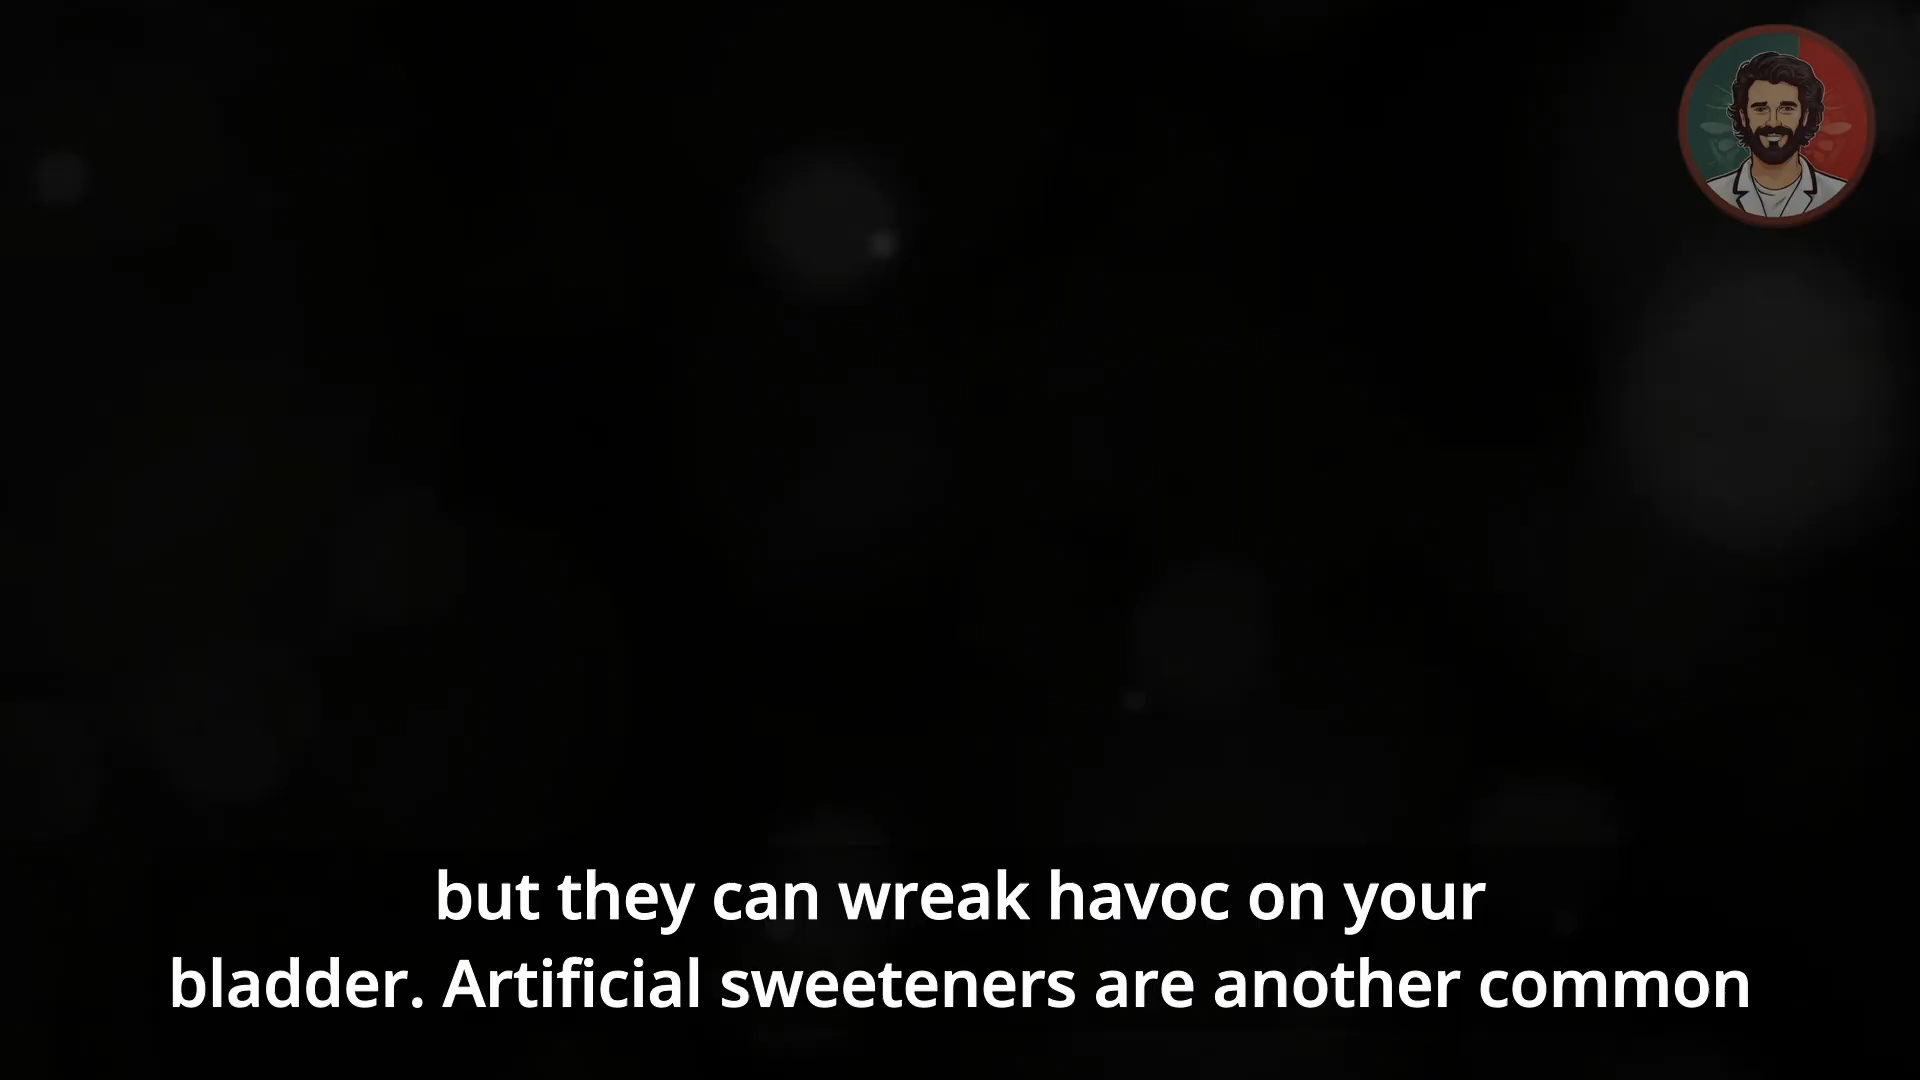 but they can wreak havoc on your
bladder. Artificial sweeteners are another common